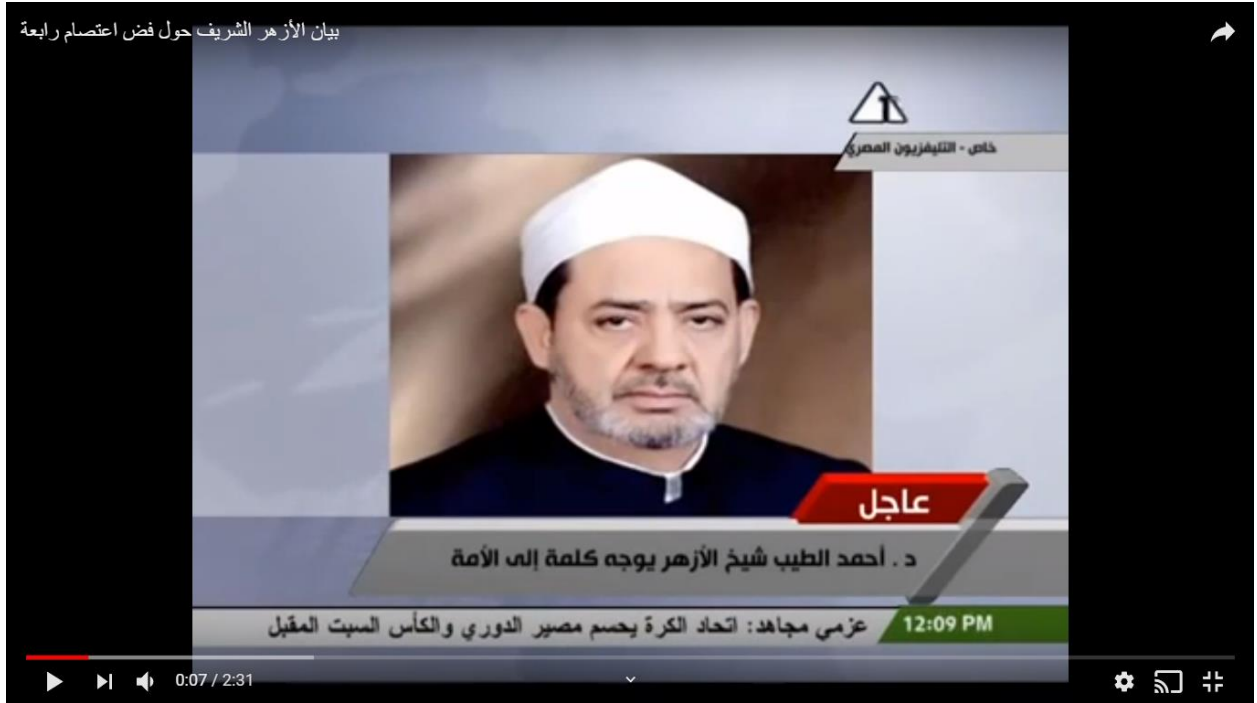 بيان الأزهر الشريف حول فض اعتصام رابعة
1
خاص - التليفزيون المصري
عاجل
د . أحمد الطيب شيخ الأزهر يوجه كلمة إلى الأمة
عزمي مجاهد: اتحاد الكرة يحسم مصير الدوري والكأس السبت المقبل
12:09 PM
0:07 / 2:31